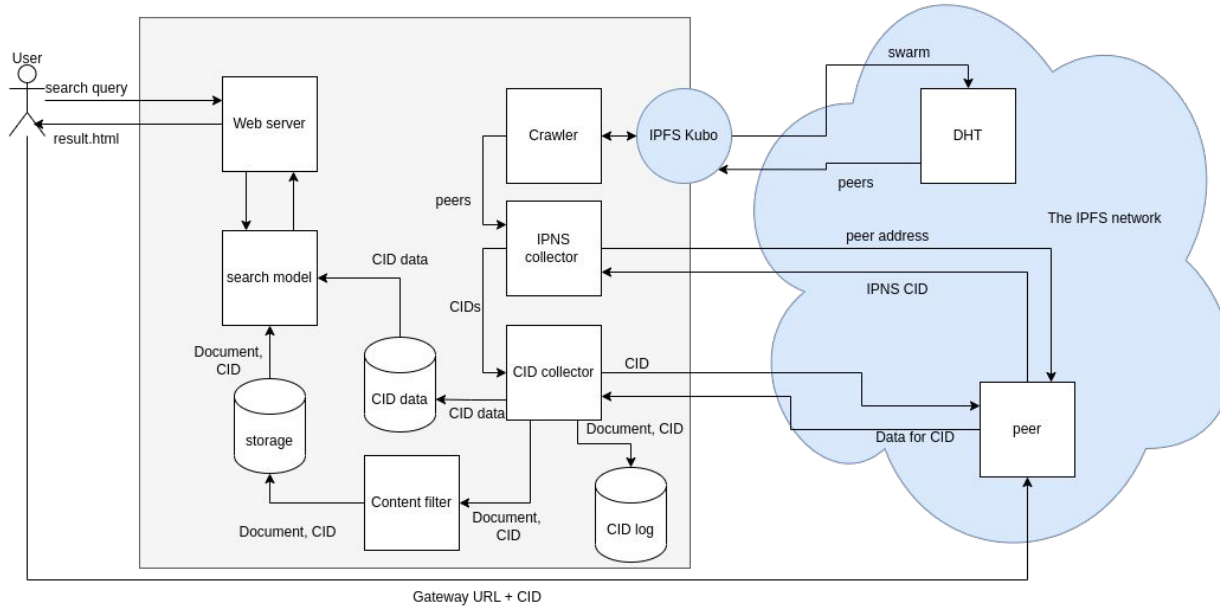 User
search query
result.html
Web server
Crawler
IPFS Kubo
swarm
DHT
peers
peers
The IPFS network
IPNS
collector
peer address
IPNS CID
search model
CID data
CIDs
Document,
CID
CID data
CID collector
CID
CID data
Data for CID
peer
storage
Document, CID
Content filter
Document, CID
Document,
CID
CID log
Gateway URL + CID